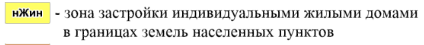 нЖин - зона застройки индивидуальными жилыми домами
в границах земель населенных пунктов